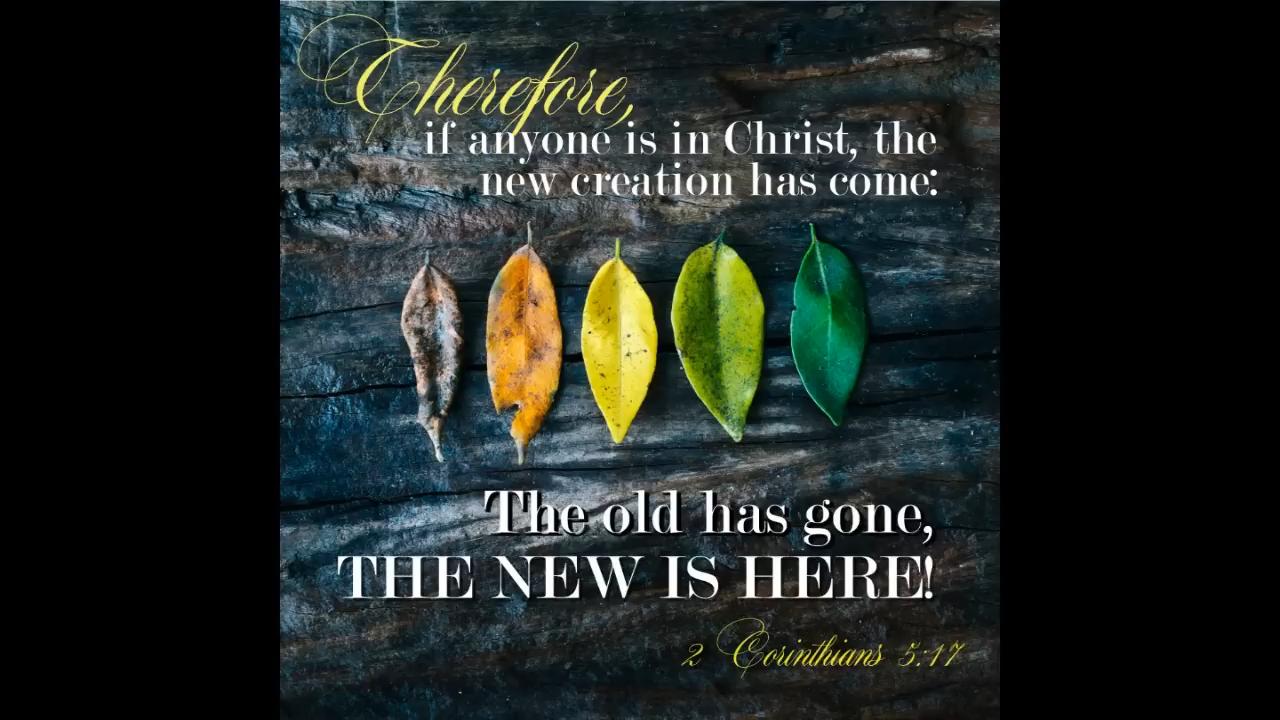 Therefore,
if anyone is in Christ, the
new creation has come:
The old has gone,
THE NEW IS HERE!
2 Corinthians 5:17